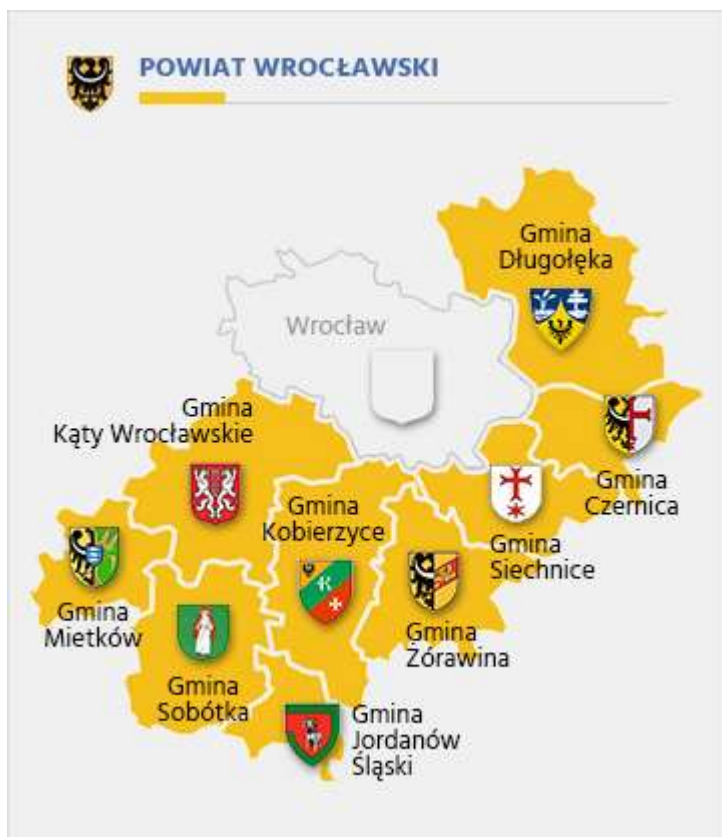 POWIAT WROCŁAWSKI
Gmina
Długołęka
Wrocław
Gmina
Kąty Wrocławskie
Gmina
Czernica
Gmina
Kobierzyce
Gmina
Siechnice
Gmina
Mietków
Gmina
Żórawina
Gmina
Sobótka
Gmina
Jordanów
Śląski